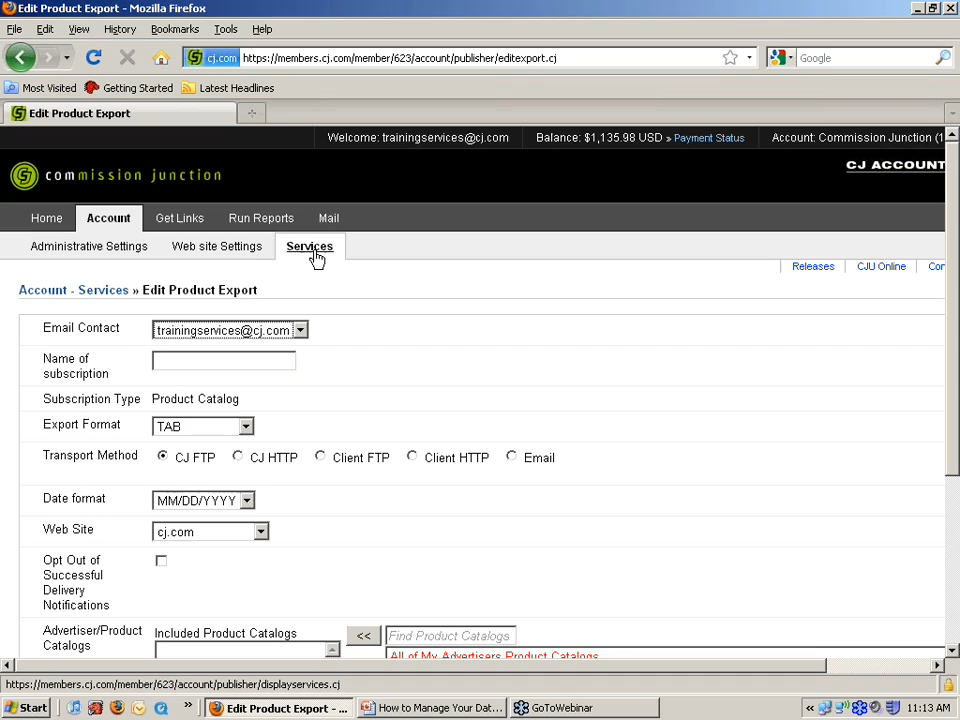 Edit Product Export - Mozilla Firefox
File Edit View History Bookmarks Tools Help
cj.com https://members.cj.com/member/623/account/publisher/editexport.cj Google
Most Visited Getting Started Latest Headlines
Edit Product Export
Welcome: trainingservices@cj.com Balance: $1,135.98 USD » Payment Status Account: Commission Junction (1
commission junction CJ ACCOUNT
Home Account Get Links Run Reports Mail
Administrative Settings Web site Settings Services
Releases CJU Online Con
Account - Services » Edit Product Export
Email Contact trainingservices@cj.com
Name of
subscription
Subscription Type Product Catalog
Export Format TAB
Transport Method CJ FTP CJ HTTP Client FTP Client HTTP Email
Date format MM/DD/YYYY
Web Site cj.com
Opt Out of
Successful
Delivery
Notifications
Advertiser/Product
Catalogs
Included Product Catalogs << Find Product Catalogs
All of My Advertisers Product Catalogs
https://members.cj.com/member/623/account/publisher/displayservices.cj
Start » Edit Product Export - ... How to Manage Your Dat... GoToWebinar « 11:13 AM